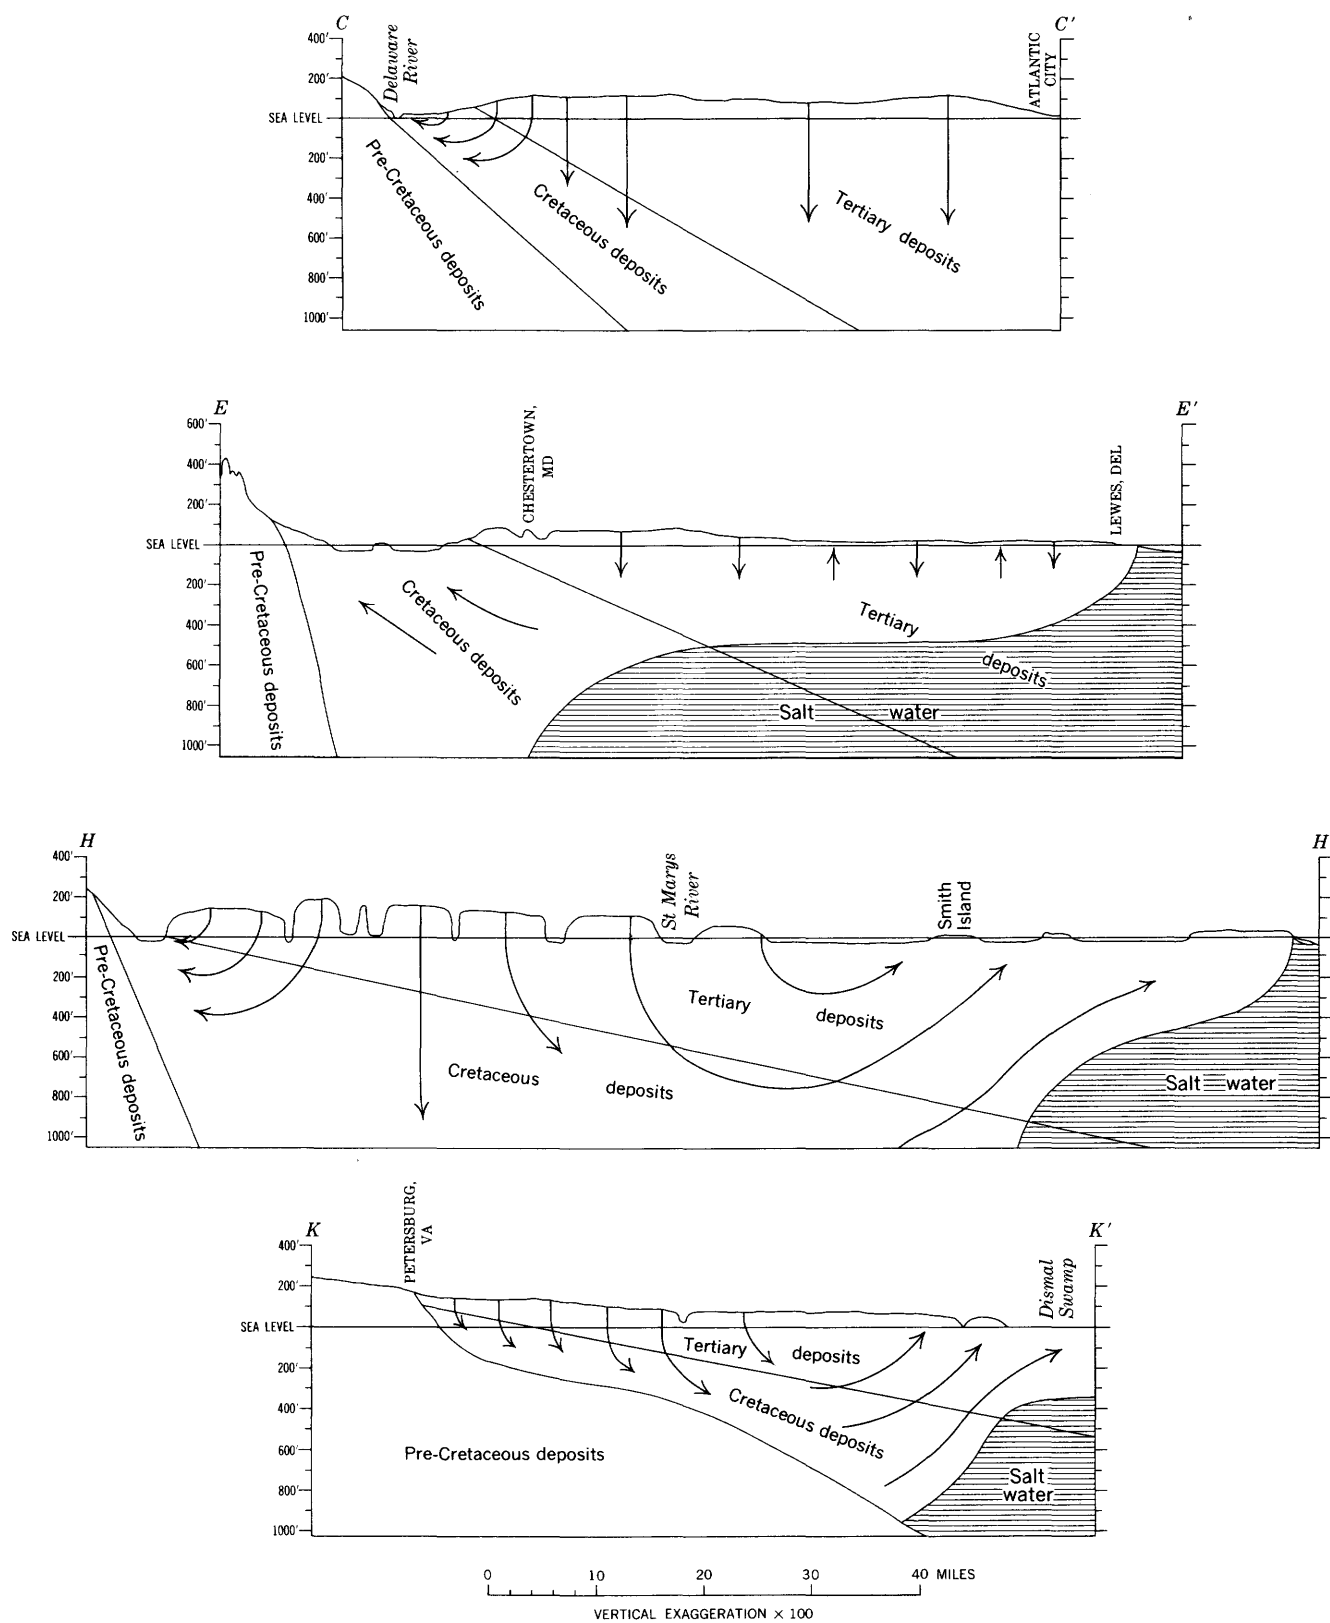 C
C'
Delaware
River
ATLANTIC
CITY
400'
200'
SEA LEVEL
200'
400'
600'
800'
1000'
Pre-Cretaceous deposits
Cretaceous deposits
Tertiary deposits
E
E'
CHESTERTOWN,
MD
LEWES, DEL
600'
400'
200'
SEA LEVEL
200'
400'
600'
800'
1000'
Pre-Cretaceous deposits
Cretaceous deposits
Tertiary
deposits
Salt water
H
H
St Marys
River
Smith
Island
400'
200'
SEA LEVEL
200'
400'
600'
800'
1000'
Pre-Cretaceous deposits
Tertiary deposits
Cretaceous deposits
Salt water
PETERSBURG,
VA
K
K'
Dismal
Swamp
400'
200'
SEA LEVEL
200'
400'
600'
800'
1000'
Tertiary deposits
Cretaceous deposits
Pre-Cretaceous deposits
Salt
water
0 10 20 30 40 MILES
VERTICAL EXAGGERATION × 100